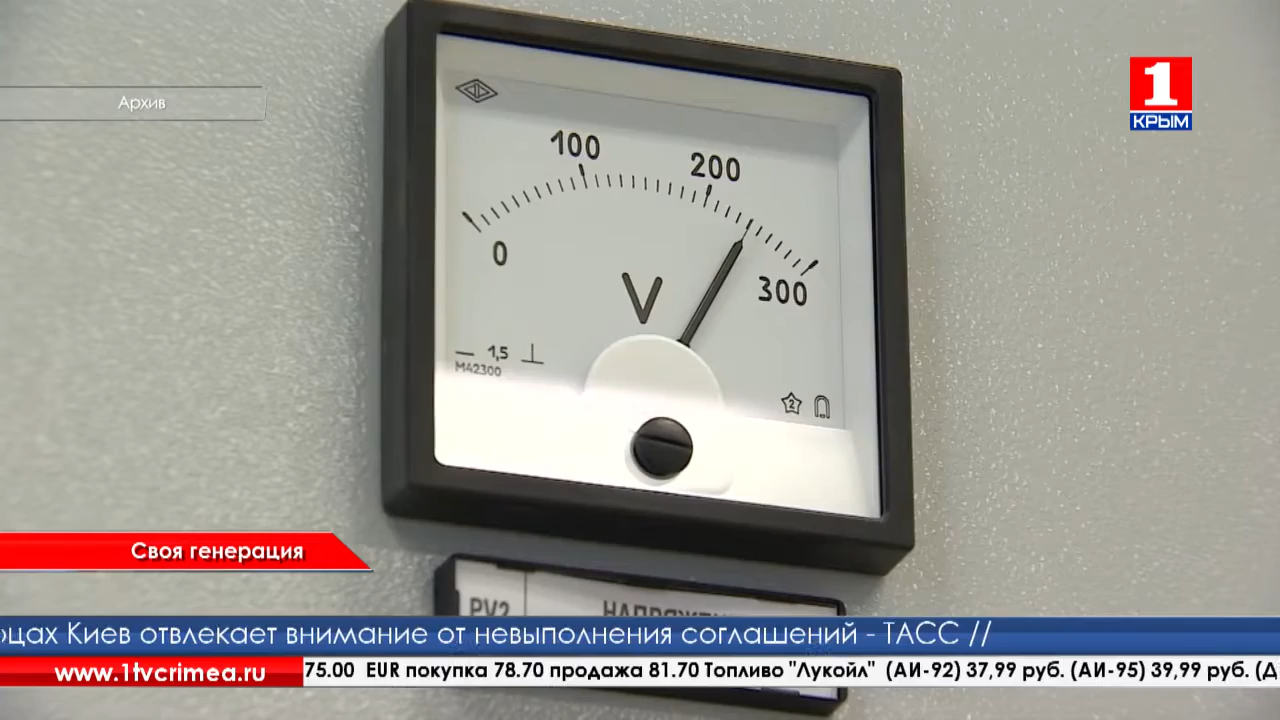 Архив
1
КРЫМ
0 100 200 300
V
1,5
М42300
2
Своя генерация
PV2
Киев отвлекает внимание от невыполнения соглашений - ТАСС //
www.1tvcrimea.ru
75.00 EUR покупка 78.70 продажа 81.70 Топливо "Лукойл" (АИ-92) 37,99 руб. (АИ-95) 39,99 руб.